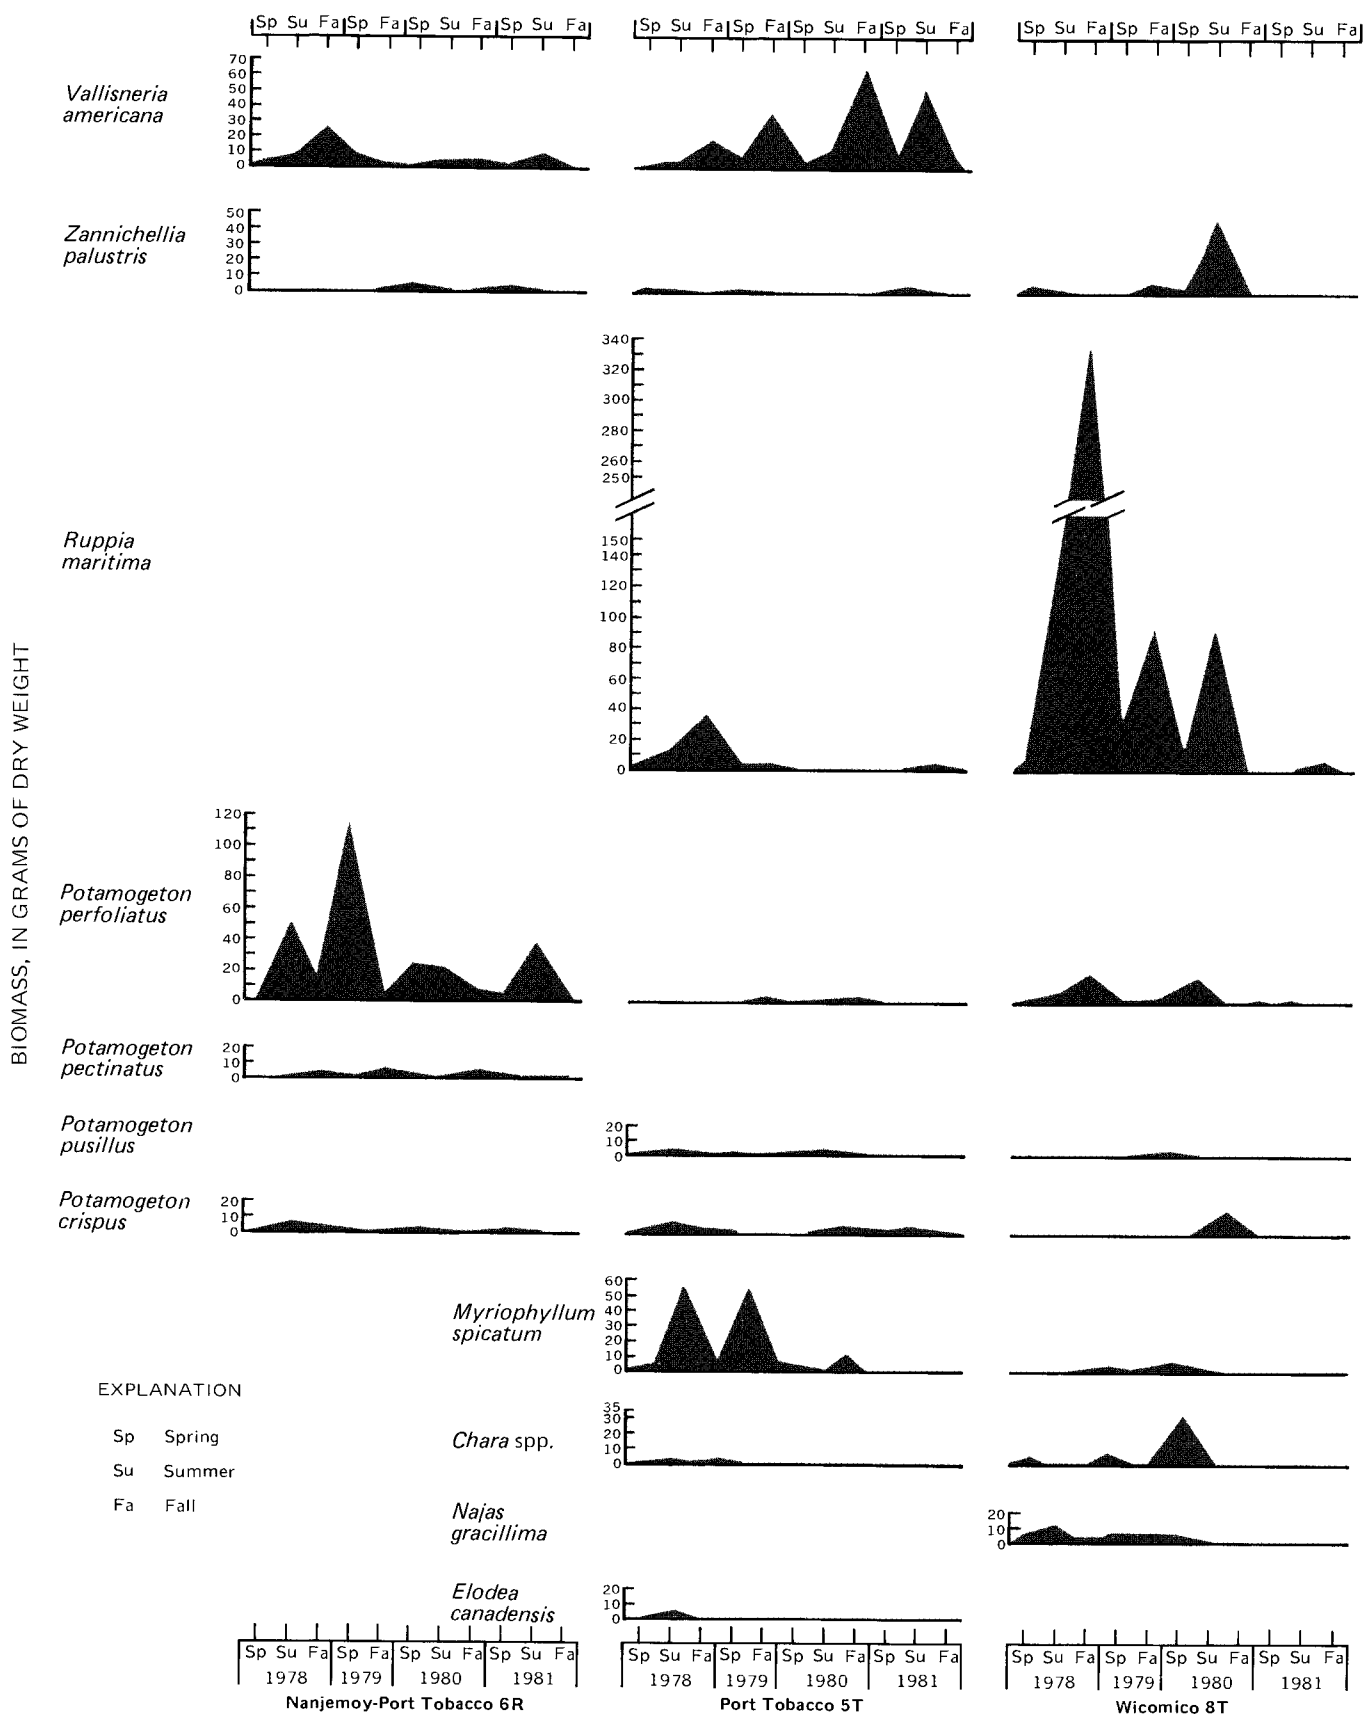 Sp Su Fa Sp Fa Sp Su Fa Sp Su Fa
Sp Su Fa Sp Fa Sp Su Fa Sp Su Fa
Sp Su Fa Sp Fa Sp Su Fa Sp Su Fa
BIOMASS, IN GRAMS OF DRY WEIGHT
Vallisneria
americana
70
60
50
40
30
20
10
0
Zannichellia
palustris
50
40
30
20
10
0
Ruppia
maritima
340
320
300
280
260
250
150
140
120
100
80
60
40
20
0
Potamogeton
perfoliatus
120
100
80
60
40
20
0
Potamogeton
pectinatus
20
10
0
Potamogeton
pusillus
20
10
0
Potamogeton
crispus
20
10
0
Myriophyllum
spicatum
60
50
40
30
20
10
0
Chara spp.
35
30
20
10
0
Najas
gracillima
20
10
0
Elodea
canadensis
20
10
0
EXPLANATION
Sp Spring
Su Summer
Fa Fall
Sp Su Fa Sp Fa Sp Su Fa Sp Su Fa
1978 1979 1980 1981
Nanjemoy-Port Tobacco 6R
Sp Su Fa Sp Fa Sp Su Fa Sp Su Fa
1978 1979 1980 1981
Port Tobacco 5T
Sp Su Fa Sp Fa Sp Su Fa Sp Su Fa
1978 1979 1980 1981
Wicomico 8T